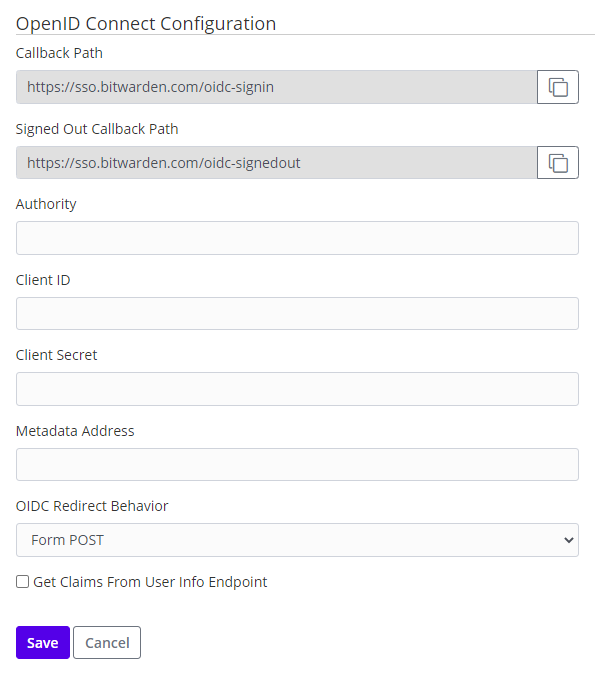 OpenID Connect Configuration
Callback Path
https://sso.bitwarden.com/oidc-signin
Signed Out Callback Path
https://sso.bitwarden.com/oidc-signedout
Authority
Client ID
Client Secret
Metadata Address
OIDC Redirect Behavior
Form POST
Get Claims From User Info Endpoint
Save Cancel